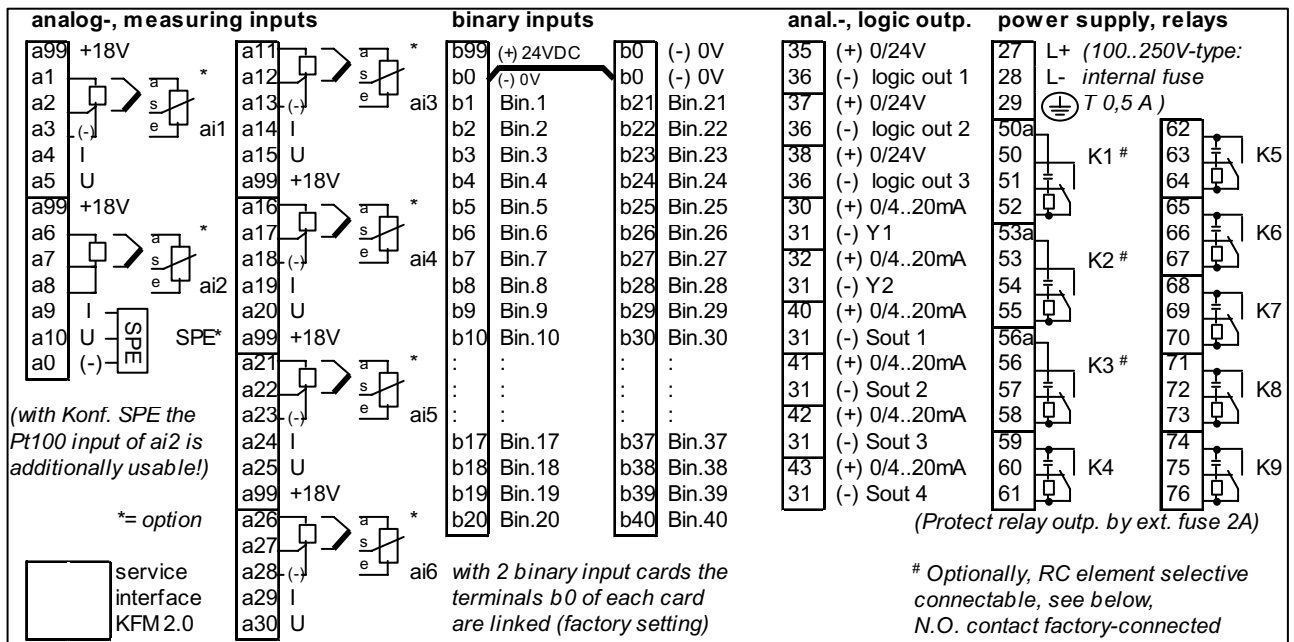 analog-, measuring inputs
a99 +18V
a1 a *
a2 s
a3 (-) e ai1
a4 I
a5 U
a99 +18V
a6 a *
a7 s
a8 e ai2
a9 I
a10 U SPE SPE*
a0 (-)
(with Konf. SPE the
Pt100 input of ai2 is
additionally usable!)
*= option
service
interface
KFM 2.0
a11 a *
a12 s
a13 (-) e ai3
a14 I
a15 U
a99 +18V
a16 a *
a17 s
a18 (-) e ai4
a19 I
a20 U
a99 +18V
a21 a *
a22 s
a23 (-) e ai5
a24 I
a25 U
a99 +18V
a26 a *
a27 s
a28 (-) e ai6
a29 I
a30 U
binary inputs
b99 (+) 24VDC b0 (-) 0V
b0 (-) 0V b0 (-) 0V
b1 Bin.1 b21 Bin.21
b2 Bin.2 b22 Bin.22
b3 Bin.3 b23 Bin.23
b4 Bin.4 b24 Bin.24
b5 Bin.5 b25 Bin.25
b6 Bin.6 b26 Bin.26
b7 Bin.7 b27 Bin.27
b8 Bin.8 b28 Bin.28
b9 Bin.9 b29 Bin.29
b10 Bin.10 b30 Bin.30
: : : :
: : : :
: : : :
b17 Bin.17 b37 Bin.37
b18 Bin.18 b38 Bin.38
b19 Bin.19 b39 Bin.39
b20 Bin.20 b40 Bin.40
with 2 binary input cards the
terminals b0 of each card
are linked (factory setting)
anal.-, logic outp.
35 (+) 0/24V
36 (-) logic out 1
37 (+) 0/24V
36 (-) logic out 2
38 (+) 0/24V
36 (-) logic out 3
30 (+) 0/4..20mA
31 (-) Y1
32 (+) 0/4..20mA
31 (-) Y2
40 (+) 0/4..20mA
31 (-) Sout 1
41 (+) 0/4..20mA
31 (-) Sout 2
42 (+) 0/4..20mA
31 (-) Sout 3
43 (+) 0/4..20mA
31 (-) Sout 4
power supply, relays
27 L+ (100..250V-type:
28 L- internal fuse
29 T 0,5 A )
50a
50 K1 #
51
52
53a
53 K2 #
54
55
56a
56 K3 #
57
58
59
60 K4
61
62
63 K5
64
65
66 K6
67
68
69 K7
70
71
72 K8
73
74
75 K9
76
(Protect relay outp. by ext. fuse 2A)
# Optionally, RC element selective
connectable, see below,
N.O. contact factory-connected